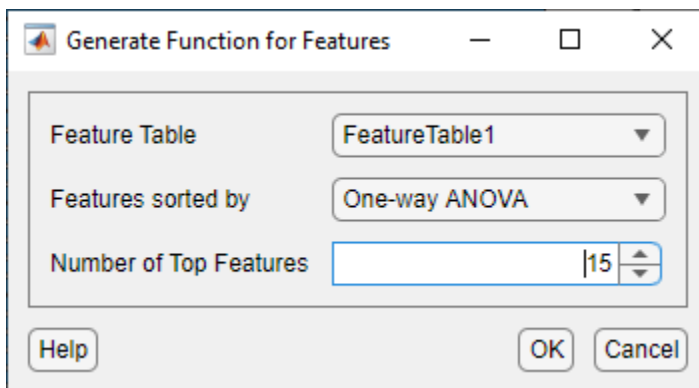 Generate Function for Features
Feature Table FeatureTable1
Features sorted by One-way ANOVA
Number of Top Features 15
Help OK Cancel